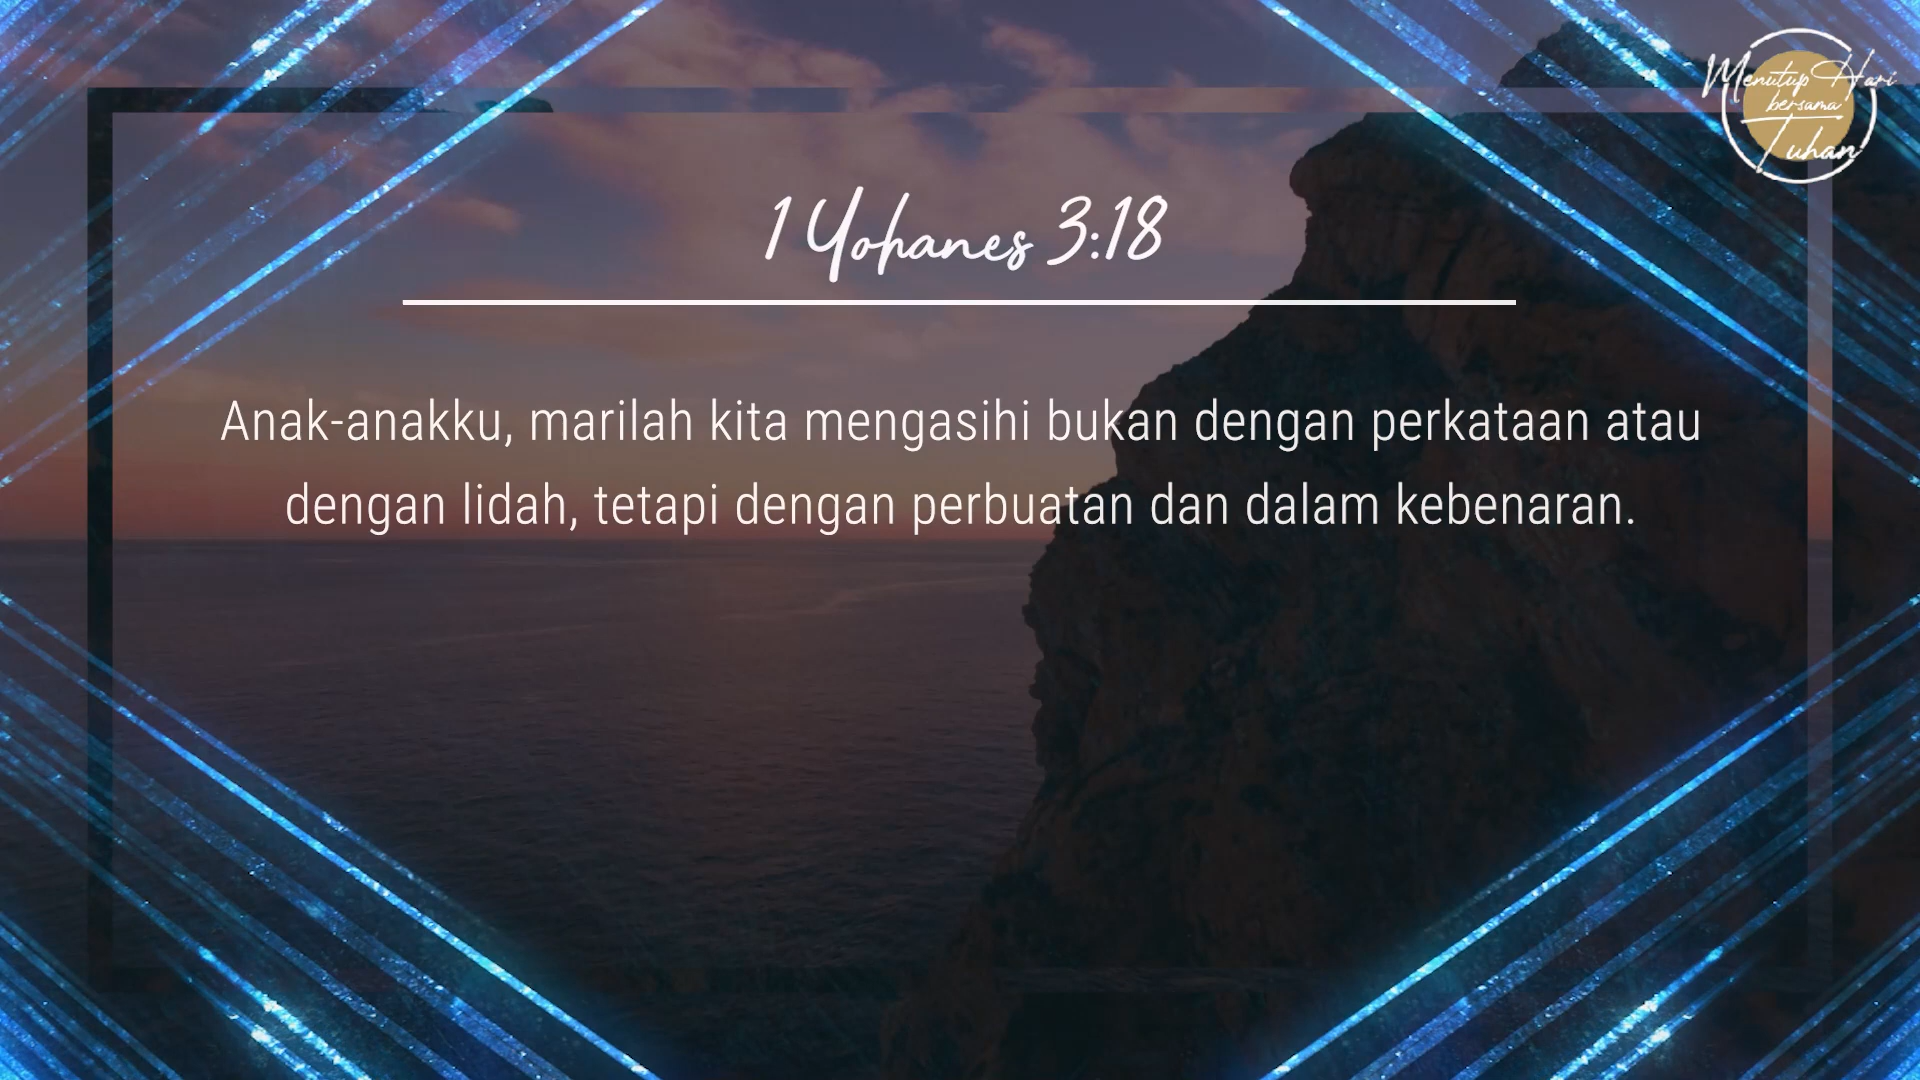 Menutup Hari
bersama
Tuhan
1 Yohanes 3:18
Anak-anakku, marilah kita mengasihi bukan dengan perkataan atau
dengan lidah, tetapi dengan perbuatan dan dalam kebenaran.